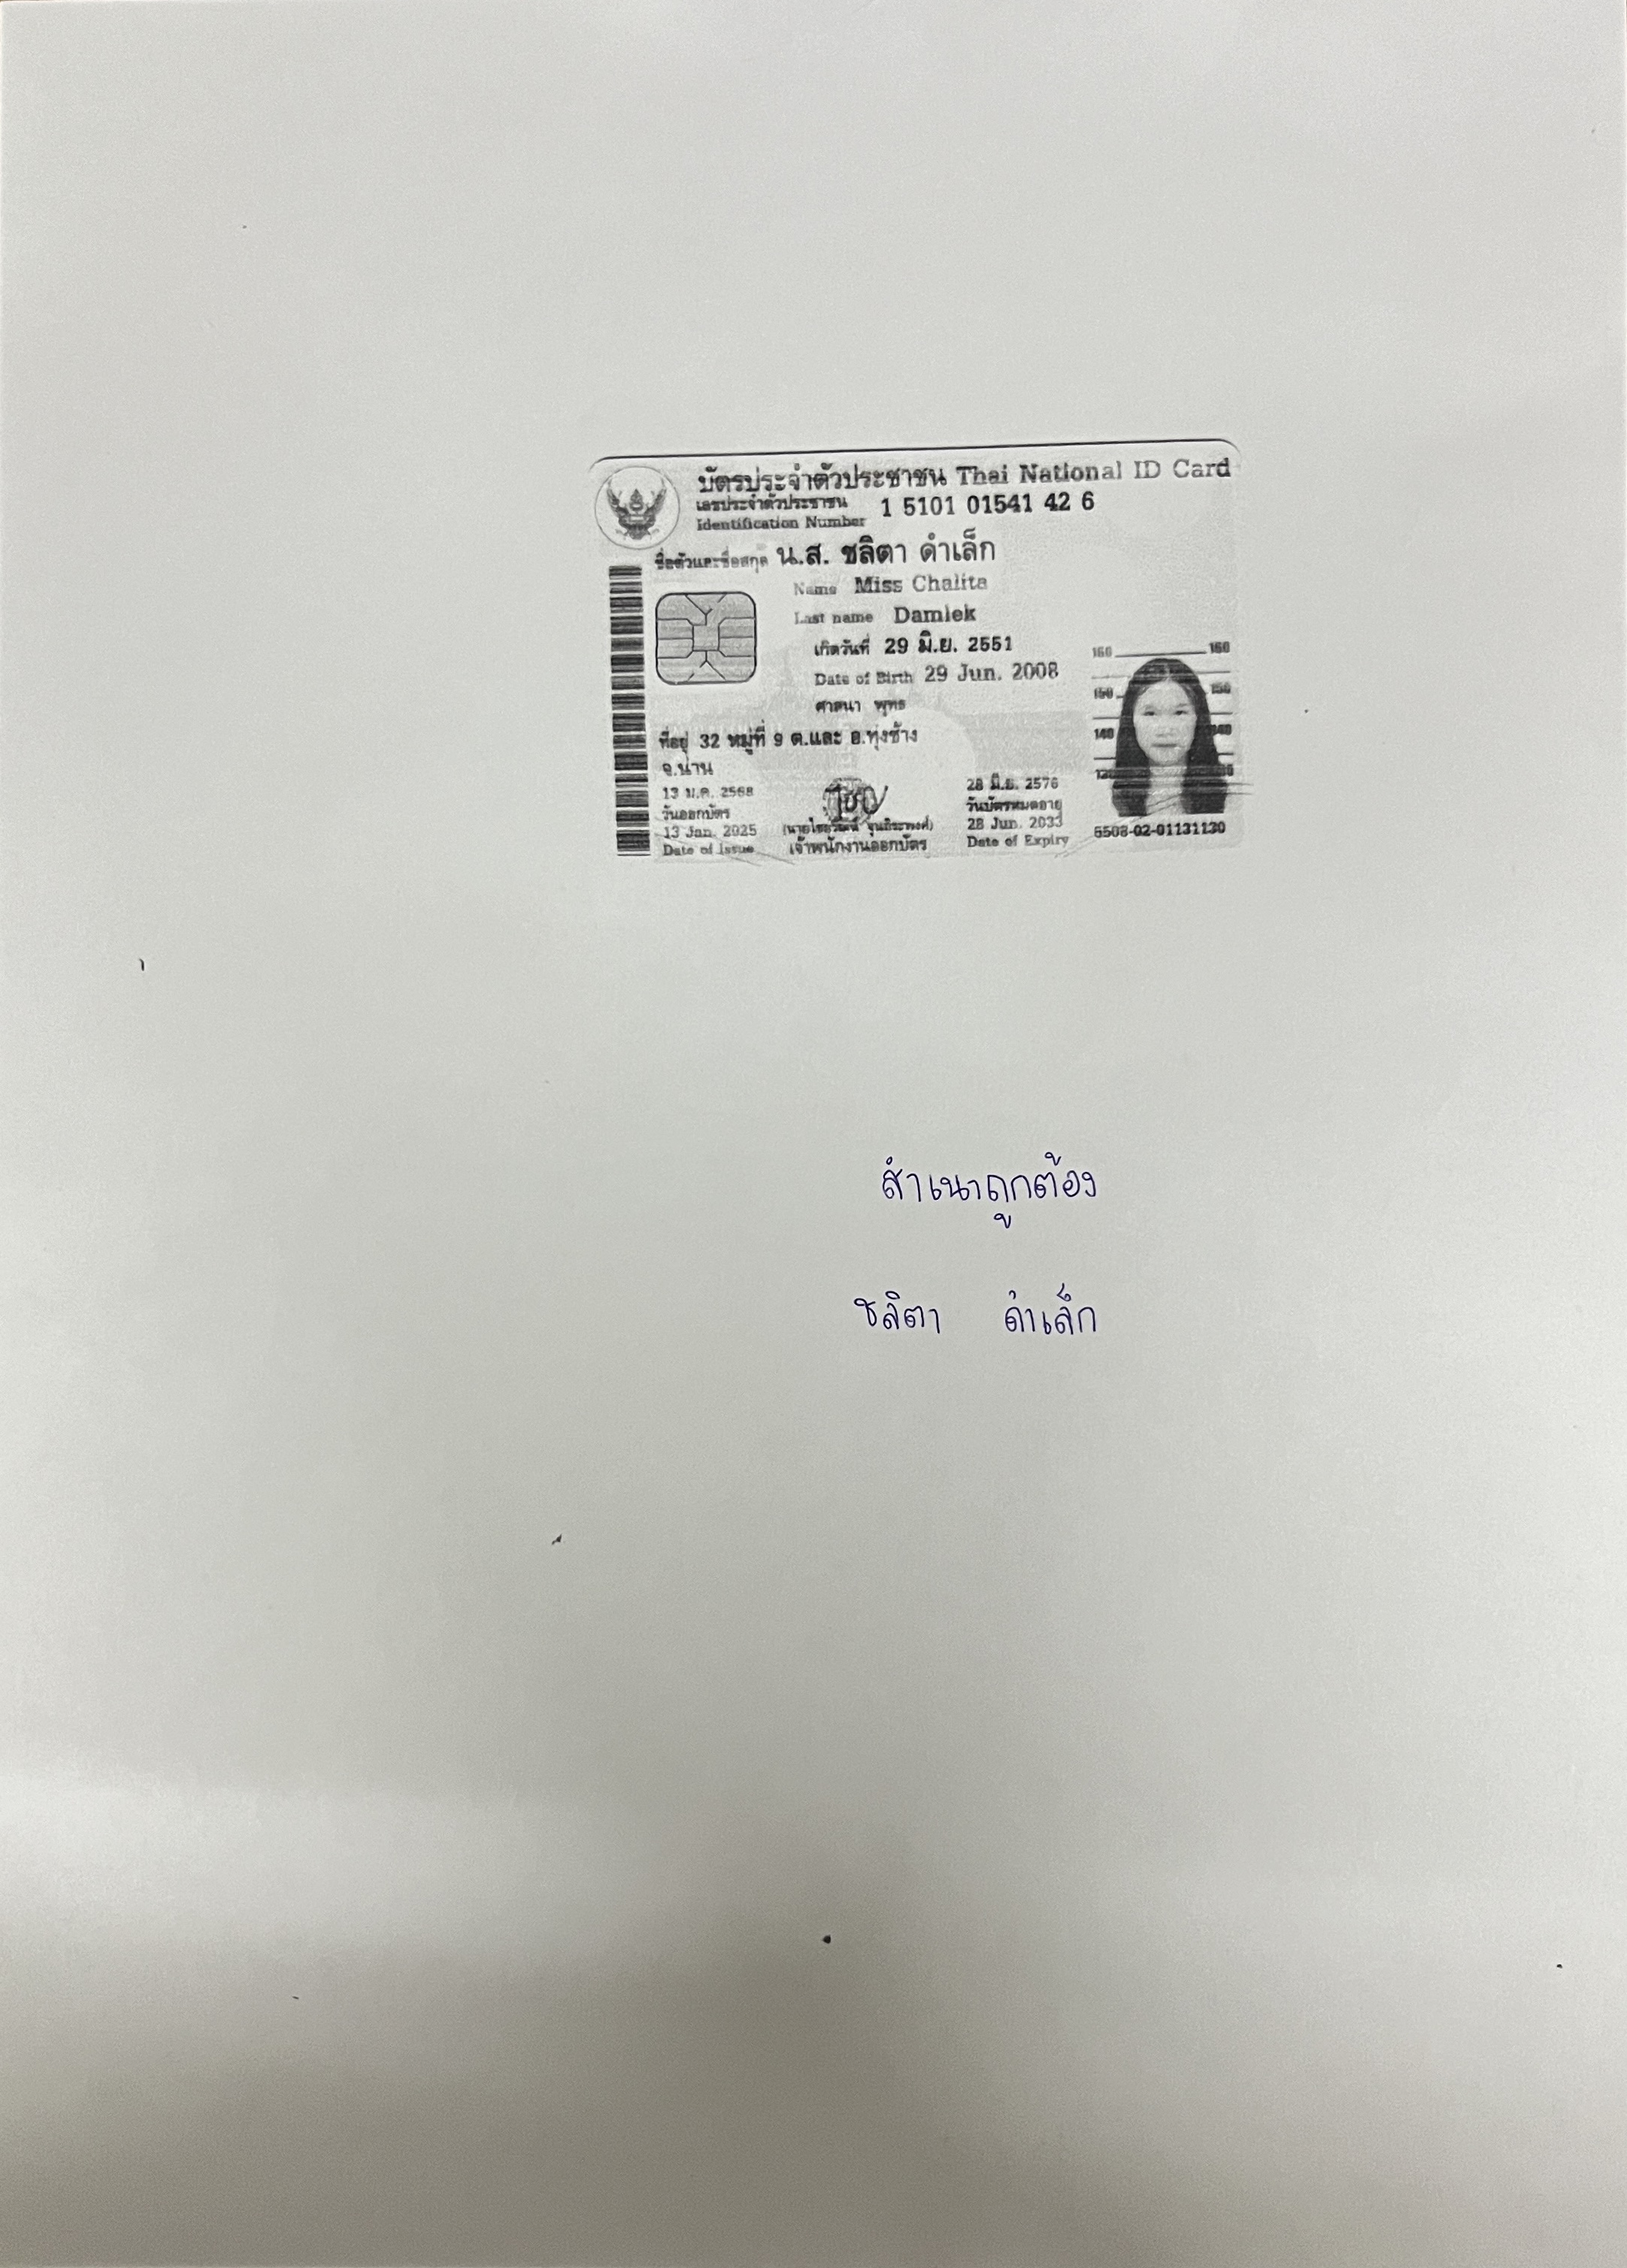 บัตรประจำตัวประชาชน Thai National ID Card
เลขประจำตัวประชาชน 1 5101 01541 42 6
Identification Number
ชื่อตัวและชื่อสกุล น.ส. ชลิตา ดำเล็ก
Name Miss Chalita
Last name Damlek
เกิดวันที่ 29 มิ.ย. 2551
Date of Birth 29 Jun. 2008
ศาสนา พุทธ
ที่อยู่ 32 หมู่ที่ 9 ต.และ อ.ทุ่งช้าง
จ.น่าน
13 ม.ค. 2568
วันออกบัตร
13 Jan. 2025
Date of Issue
เจ้าพนักงานออกบัตร
28 มิ.ย. 2576
วันบัตรหมดอายุ
28 Jun. 2033
Date of Expiry
160 160
150 150
140 140
5508-02-01131130
สำเนาถูกต้อง
ชลิตา ดำเล็ก